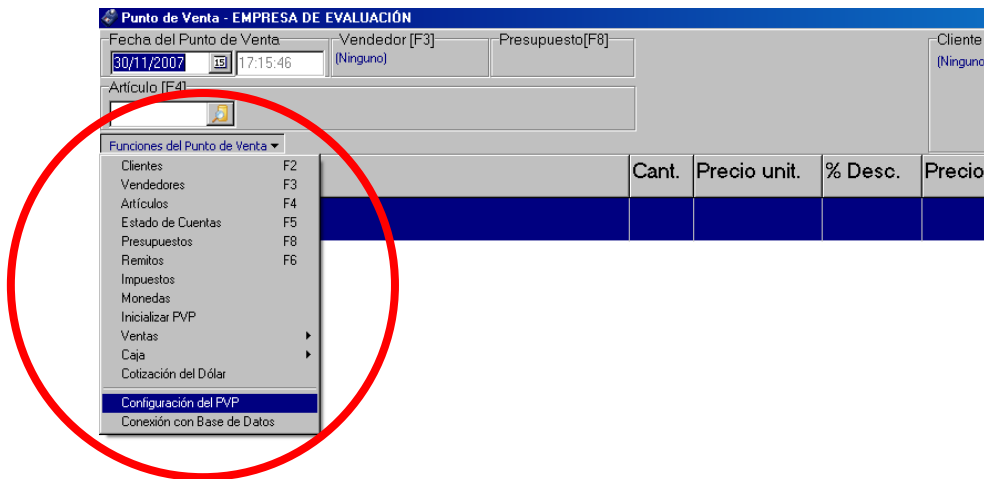 Punto de Venta - EMPRESA DE EVALUACIÓN
Fecha del Punto de Venta Vendedor [F3] Presupuesto[F8] Cliente
30/11/2007 15 17:15:46 (Ninguno) (Ninguno
Artículo [F4]
Funciones del Punto de Venta
Cant. Precio unit. % Desc. Precio
Clientes F2
Vendedores F3
Artículos F4
Estado de Cuentas F5
Presupuestos F8
Remitos F6
Impuestos
Monedas
Inicializar PVP
Ventas
Caja
Cotización del Dólar
Configuración del PVP
Conexión con Base de Datos